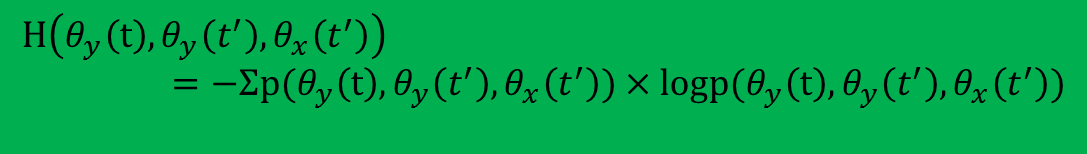 H(θ_y(t), θ_y(t′), θ_x(t′))
= −Σp(θ_y(t), θ_y(t′), θ_x(t′)) × logp(θ_y(t), θ_y(t′), θ_x(t′))